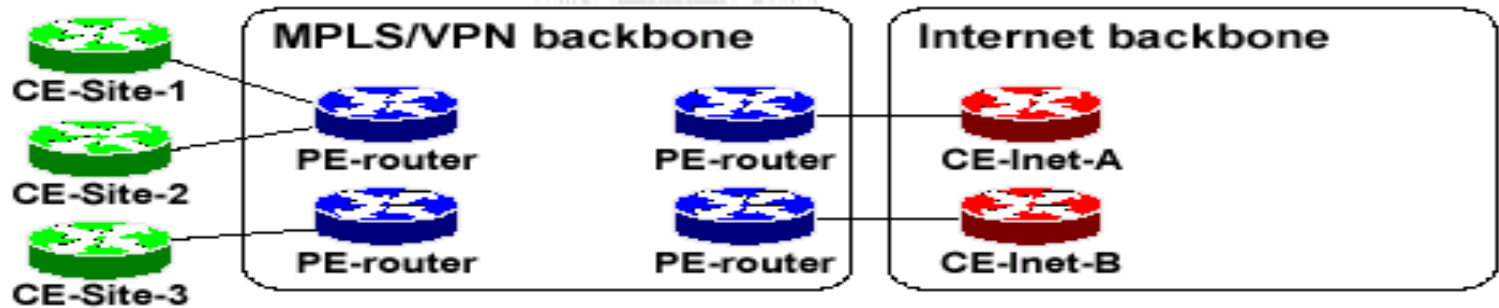 MPLS/VPN backbone
Internet backbone
CE-Site-1
PE-router
PE-router
CE-Inet-A
CE-Site-2
PE-router
PE-router
CE-Inet-B
CE-Site-3